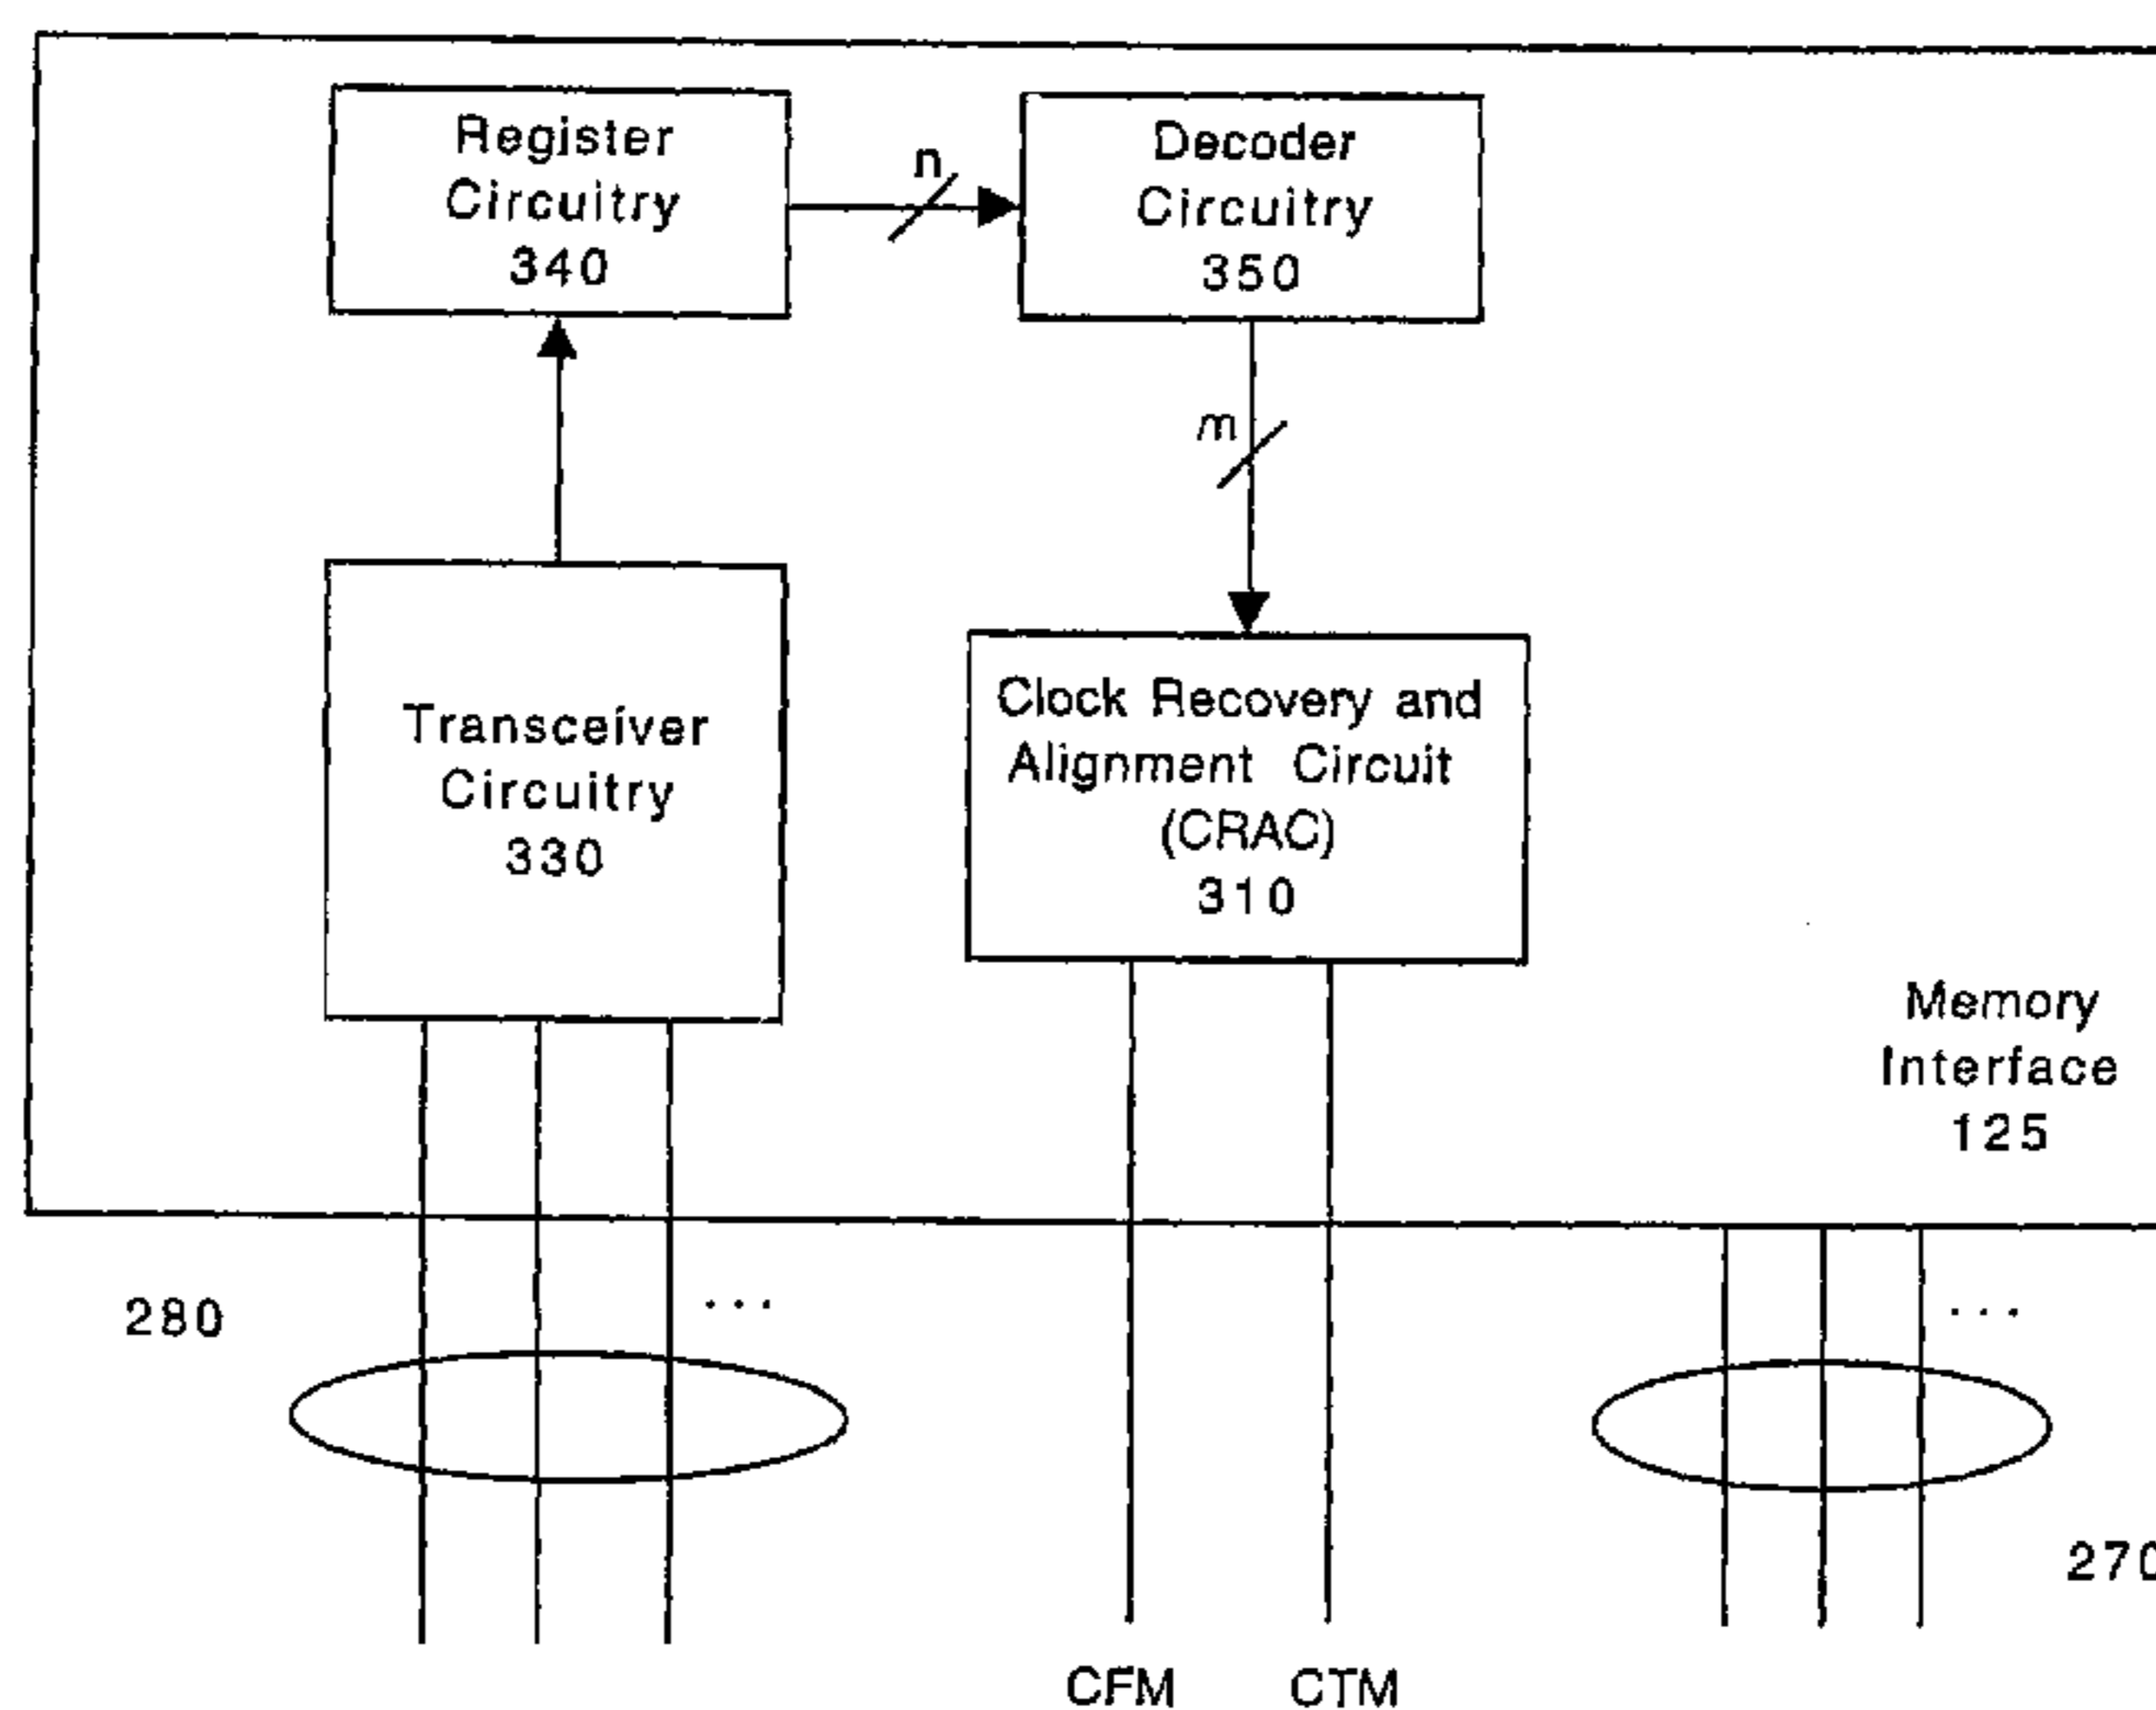 Register
Circuitry
340
n
Decoder
Circuitry
350
m
Transceiver
Circuitry
330
Clock Recovery and
Alignment Circuit
(CRAC)
310
Memory
Interface
125
280
...
...
270
CFM
CTM